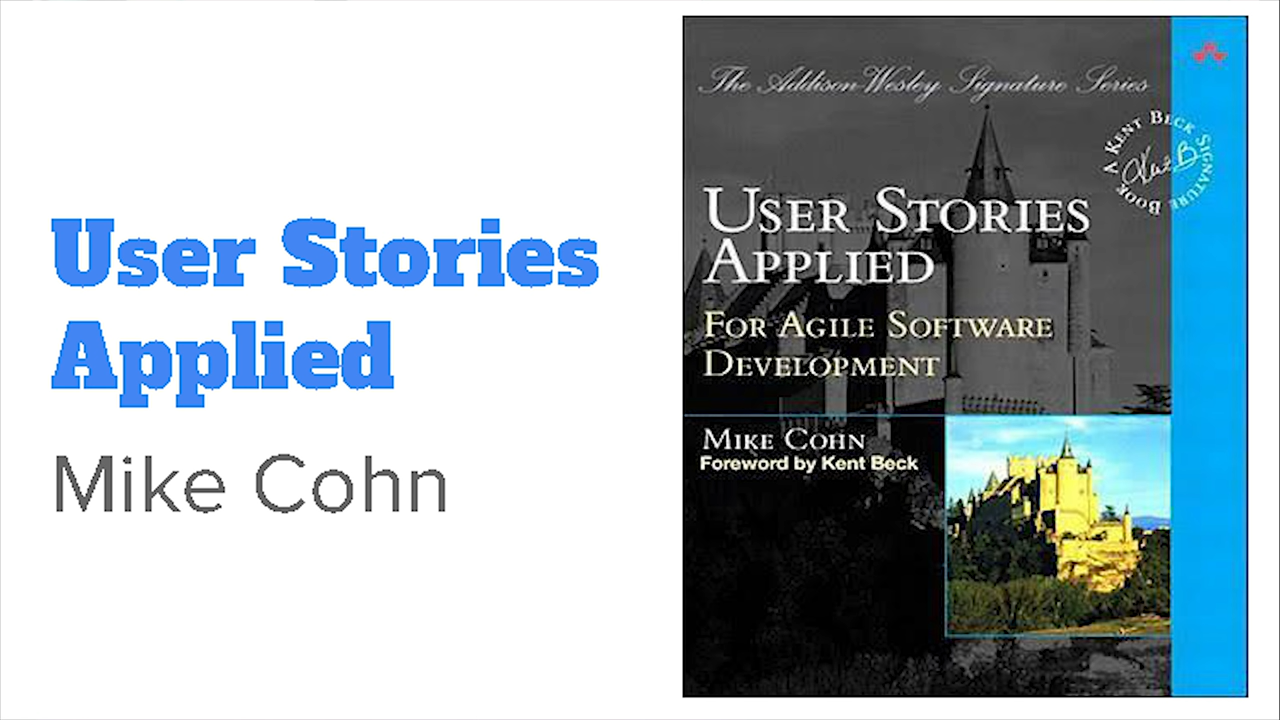 User Stories
Applied
Mike Cohn
The Addison Wesley Signature Series
A KENT BECK SIGNATURE BOOK
Kent B
USER STORIES
APPLIED
FOR AGILE SOFTWARE
DEVELOPMENT
MIKE COHN
Foreword by Kent Beck